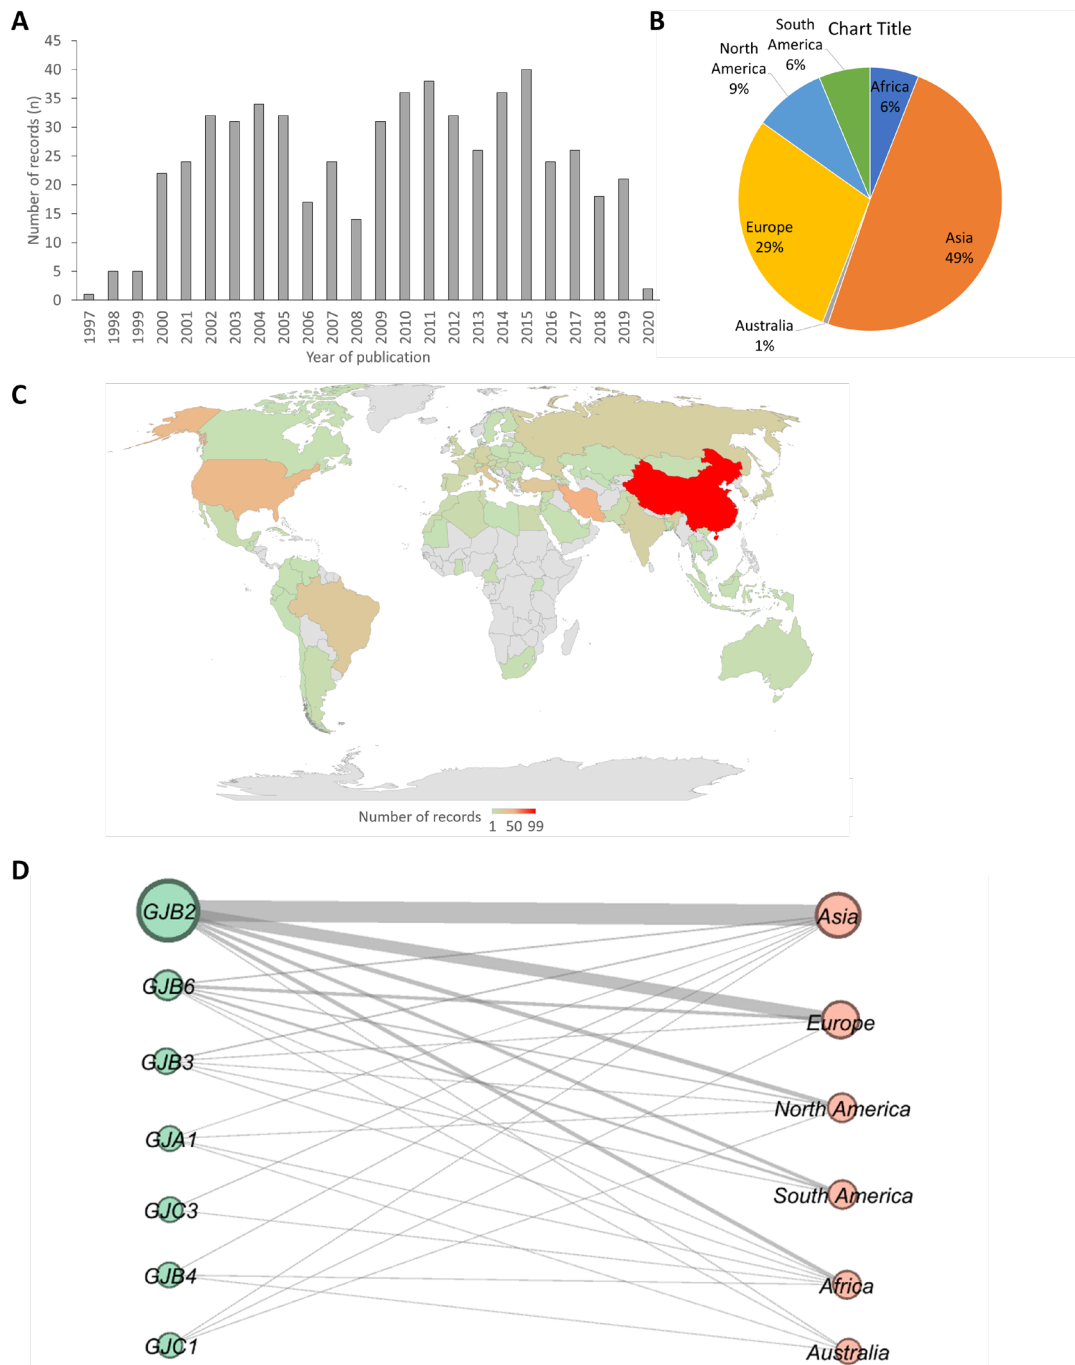 A
45
40
35
30
25
20
15
10
5
0
Number of records (n)
1997 1998 1999 2000 2001 2002 2003 2004 2005 2006 2007 2008 2009 2010 2011 2012 2013 2014 2015 2016 2017 2018 2019 2020
Year of publication
B
Chart Title
South
America
6%
North
America
9%
Africa
6%
Europe
29%
Asia
49%
Australia
1%
C
Number of records
1 50 99
D
GJB2
Asia
GJB6
Europe
GJB3
North America
GJA1
South America
GJC3
GJB4
Africa
GJC1
Australia